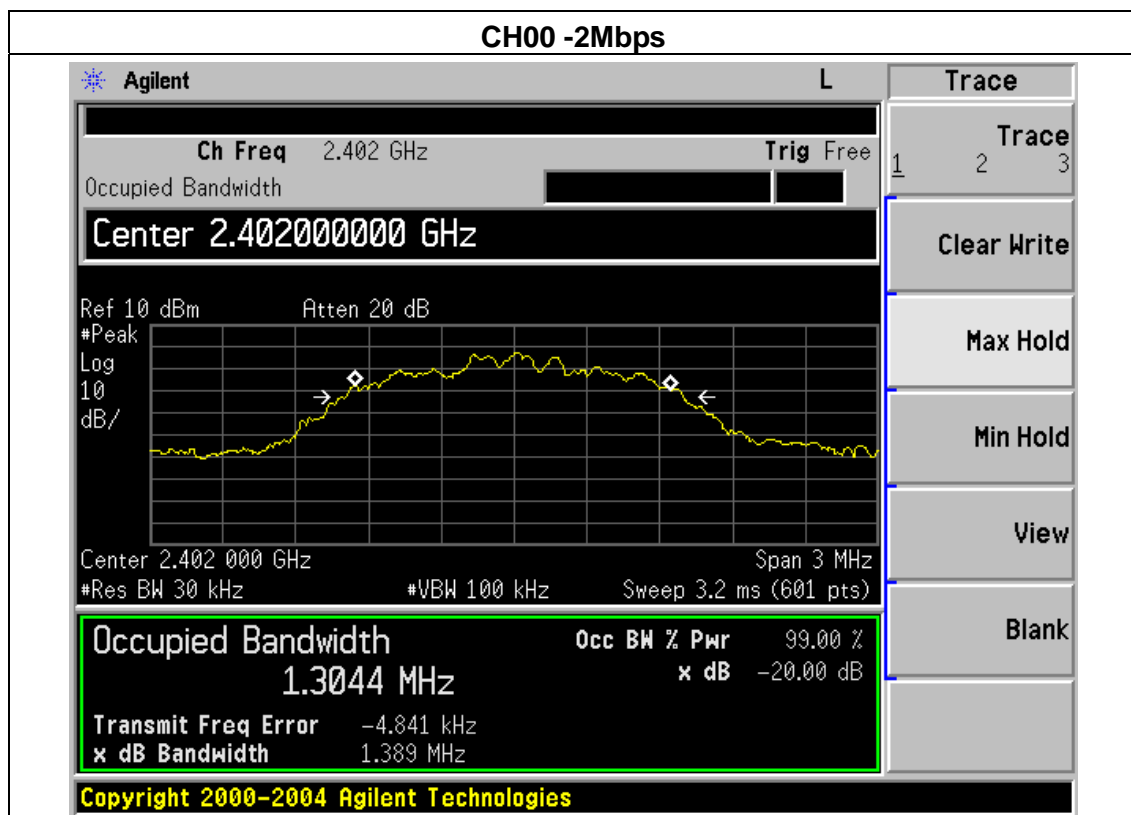 CH00 -2Mbps
Agilent L Trace
Ch Freq 2.402 GHz Trig Free
Occupied Bandwidth
Center 2.402000000 GHz
Ref 10 dBm Atten 20 dB
#Peak
Log
10
dB/
Center 2.402 000 GHz Span 3 MHz
#Res BW 30 kHz #VBW 100 kHz Sweep 3.2 ms (601 pts)
Occupied Bandwidth Occ BW % Pwr 99.00 %
1.3044 MHz x dB -20.00 dB
Transmit Freq Error -4.841 kHz
x dB Bandwidth 1.389 MHz
Copyright 2000-2004 Agilent Technologies
Trace
1 2 3
Clear Write
Max Hold
Min Hold
View
Blank